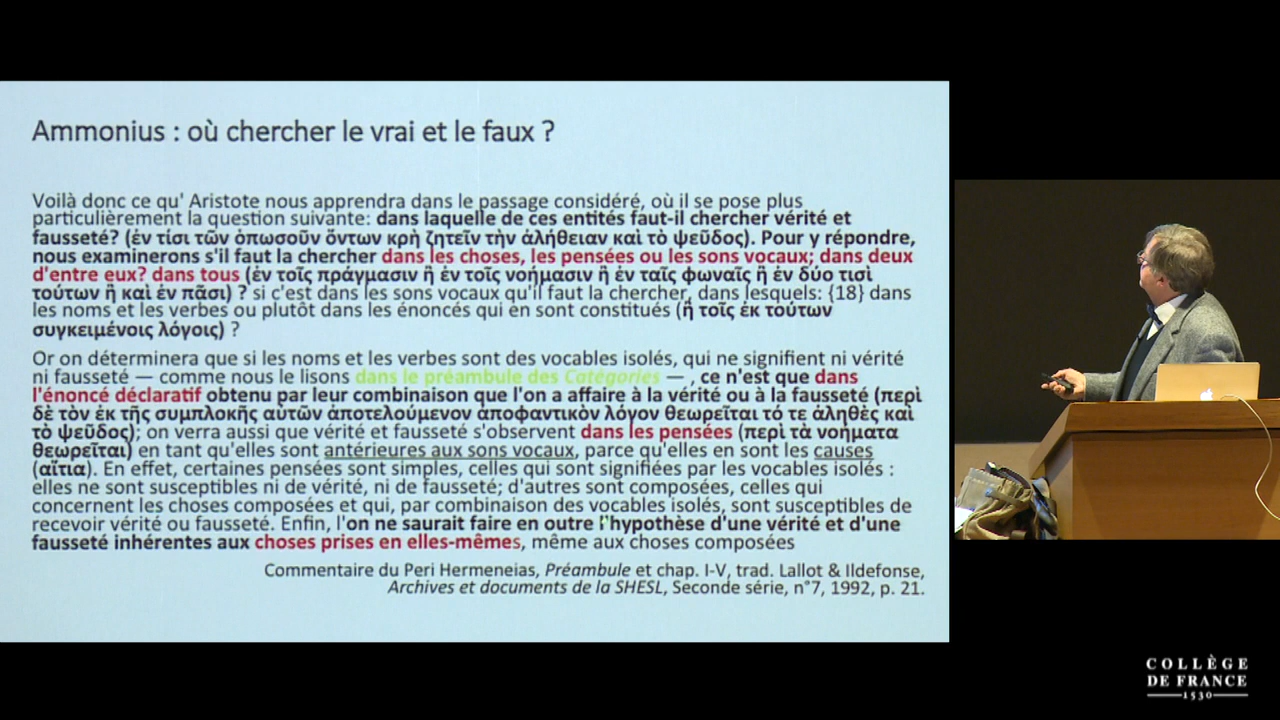 Ammonius : où chercher le vrai et le faux ?
Voilà donc ce qu' Aristote nous apprendra dans le passage considéré, où il se pose plus
particulièrement la question suivante: dans laquelle de ces entités faut-il chercher vérité et
fausseté? (ἐν τίσι τῶν ὁπωσοῦν ὄντων κρὴ ζητεῖν τὴν ἀλήθειαν καὶ τὸ ψεῦδος). Pour y répondre,
nous examinerons s'il faut la chercher dans les choses, les pensées ou les sons vocaux; dans deux
d'entre eux? dans tous (ἐν τοῖς πράγμασιν ἢ ἐν τοῖς νοήμασιν ἢ ἐν ταῖς φωναῖς ἢ ἐν δύο τισὶ
τούτων ἢ καὶ ἐν πᾶσι) ? si c'est dans les sons vocaux qu'il faut la chercher, dans lesquels: {18} dans
les noms et les verbes ou plutôt dans les énoncés qui en sont constitués (ἢ τοῖς ἐκ τούτων
συγκειμένοις λόγοις) ?
Or on déterminera que si les noms et les verbes sont des vocables isolés, qui ne signifient ni vérité
ni fausseté — comme nous le lisons dans le préambule des Catégories — , ce n'est que dans
l'énoncé déclaratif obtenu par leur combinaison que l'on a affaire à la vérité ou à la fausseté (περὶ
δὲ τὸν ἐκ τῆς συμπλοκῆς αὐτῶν ἀποτελούμενον ἀποφαντικὸν λόγον θεωρεῖται τό τε ἀληθὲς καὶ
τὸ ψεῦδος); on verra aussi que vérité et fausseté s'observent dans les pensées (περὶ τὰ νοήματα
θεωρεῖται) en tant qu'elles sont antérieures aux sons vocaux, parce qu'elles en sont les causes
(αἴτια). En effet, certaines pensées sont simples, celles qui sont signifiées par les vocables isolés :
elles ne sont susceptibles ni de vérité, ni de fausseté; d'autres sont composées, celles qui
concernent les choses composées et qui, par combinaison des vocables isolés, sont susceptibles de
recevoir vérité ou fausseté. Enfin, l'on ne saurait faire en outre l'hypothèse d'une vérité et d'une
fausseté inhérentes aux choses prises en elles-mêmes, même aux choses composées
Commentaire du Peri Hermeneias, Préambule et chap. I-V, trad. Lallot & Ildefonse,
Archives et documents de la SHESL, Seconde série, n°7, 1992, p. 21.
COLLÈGE
DE FRANCE
1530